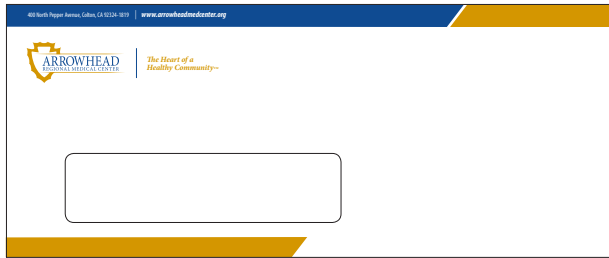 400 North Pepper Avenue, Colton, CA 92324-1819 | www.arrowheadmedcenter.org
ARROWHEAD
REGIONAL MEDICAL CENTER
The Heart of a
Healthy Community—